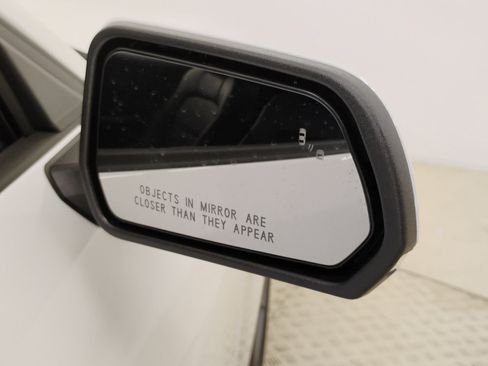 OBJECTS IN MIRROR ARE
CLOSER THAN THEY APPEAR